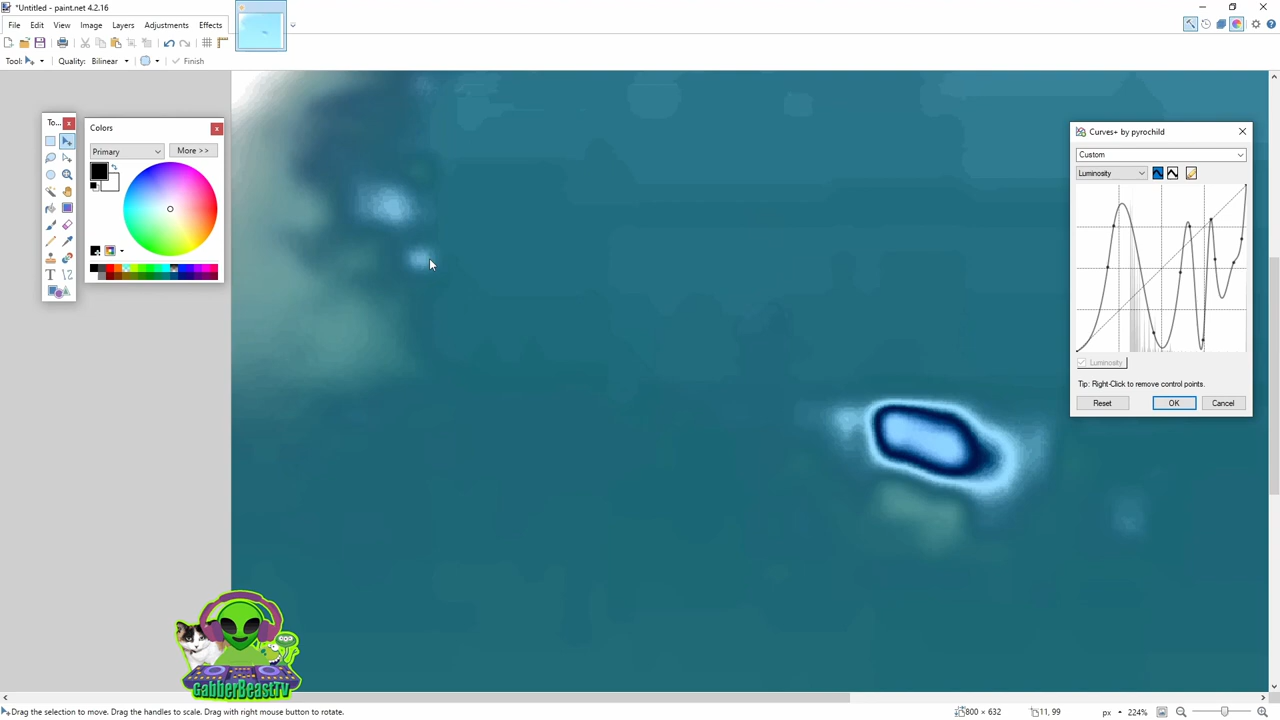 *Untitled - paint.net 4.2.16
File Edit View Image Layers Adjustments Effects
Tool: Quality: Bilinear Finish
To...
Colors
Primary More >>
Curves+ by pyrochild
Custom
Luminosity
Luminosity
Tip: Right-Click to remove control points.
Reset OK Cancel
GabberBeastTV
Drag the selection to move. Drag the handles to scale. Drag with right mouse button to rotate. 800 × 632 11, 99 px 224%